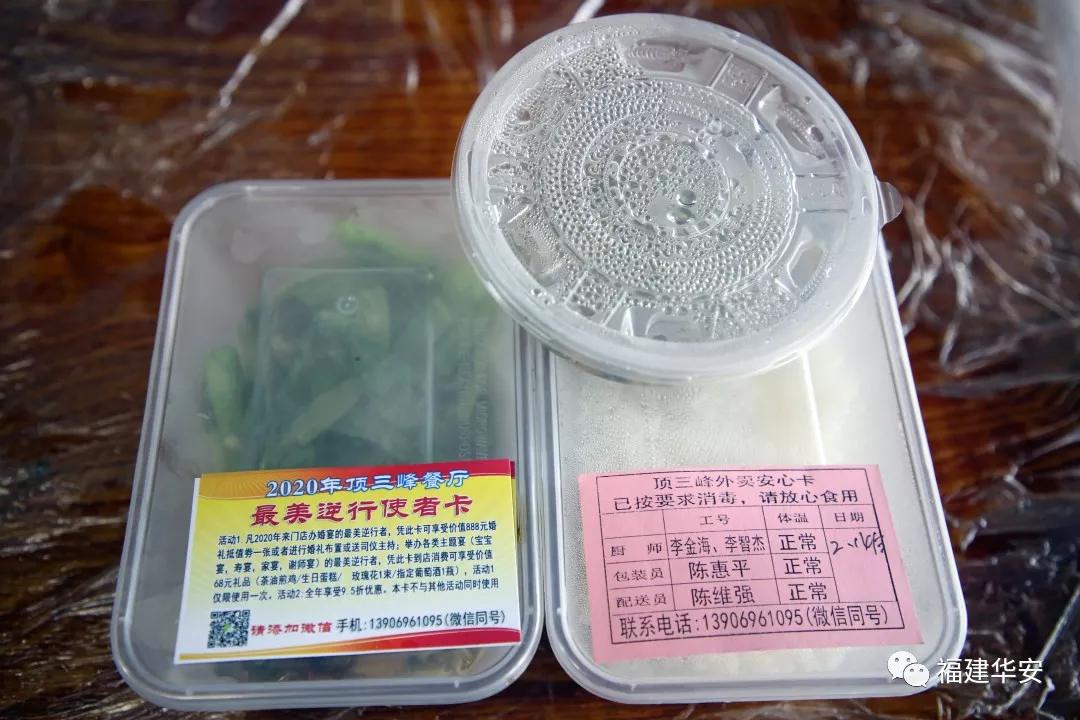 2020年顶三峰餐厅
最美逆行使者卡
活动1.凡2020年来门店办婚宴的最美逆行者，凭此卡可享受价值888元婚
礼抵值劵一张或者进行婚礼布置或送司仪主持；举办各类主题宴（宝宝
宴，寿宴，家宴，谢师宴）的最美逆行者，凭此卡到店消费可享受价值1
68元礼品（茶油煎鸡/生日蛋糕/ 玫瑰花1束/指定葡萄酒1瓶），活动1
仅限使用一次。活动2:全年享受9.5折优惠。本卡不与其他活动同时使用
请添加微信 手机:13906961095(微信同号)
顶三峰外卖安心卡
已按要求消毒，请放心食用
工号 体温 日期
厨 师 李金海、李智杰 正常
包装员 陈惠平 正常
配送员 陈维强 正常
联系电话:13906961095(微信同号)
福建华安